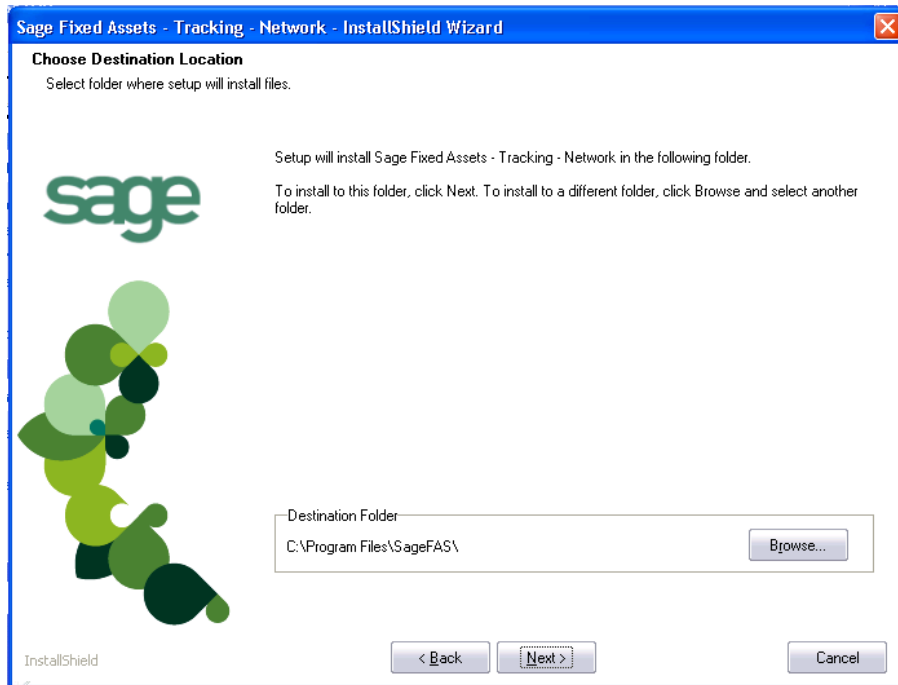 Sage Fixed Assets - Tracking - Network - InstallShield Wizard
Choose Destination Location
Select folder where setup will install files.
Setup will install Sage Fixed Assets - Tracking - Network in the following folder.
To install to this folder, click Next. To install to a different folder, click Browse and select another
folder.
sage
Destination Folder
C:\Program Files\SageFAS\
Browse...
InstallShield
< Back
Next >
Cancel